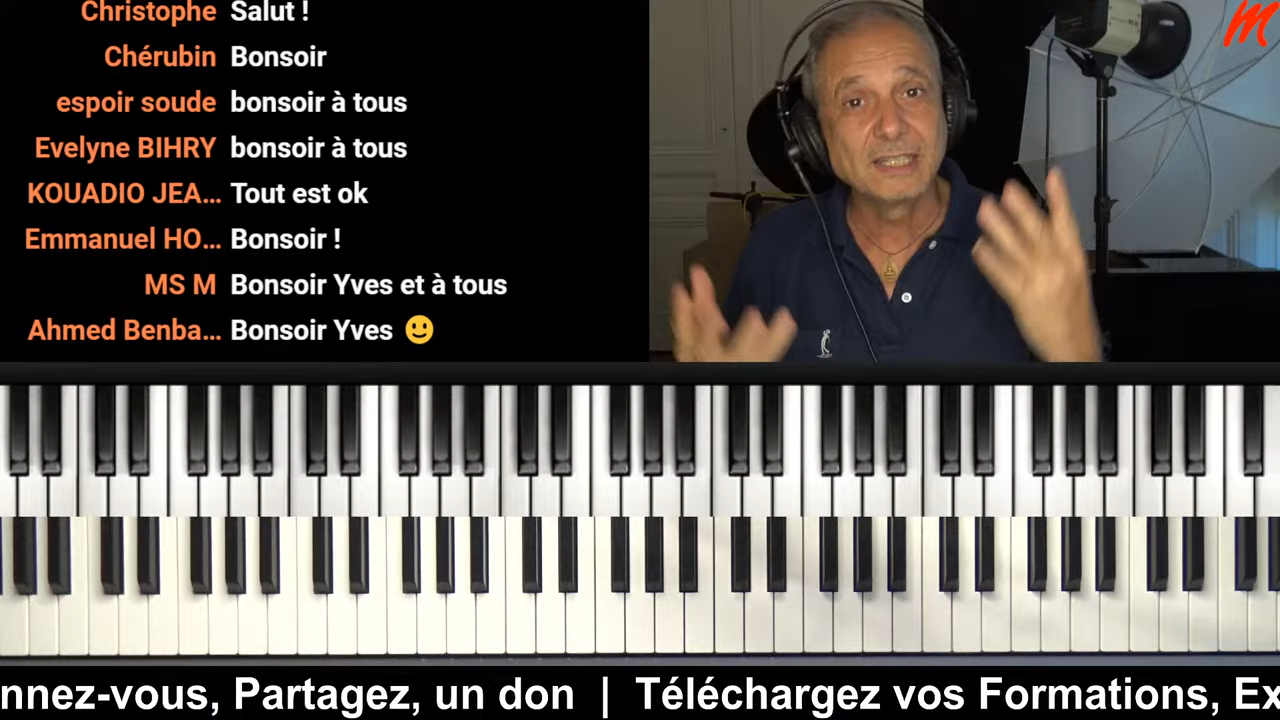 Christophe Salut !
Chérubin Bonsoir
espoir soude bonsoir à tous
Evelyne BIHRY bonsoir à tous
KOUADIO JEA... Tout est ok
Emmanuel HO... Bonsoir !
MS M Bonsoir Yves et à tous
Ahmed Benba... Bonsoir Yves 🙂
M
nnez-vous, Partagez, un don | Téléchargez vos Formations, Ex